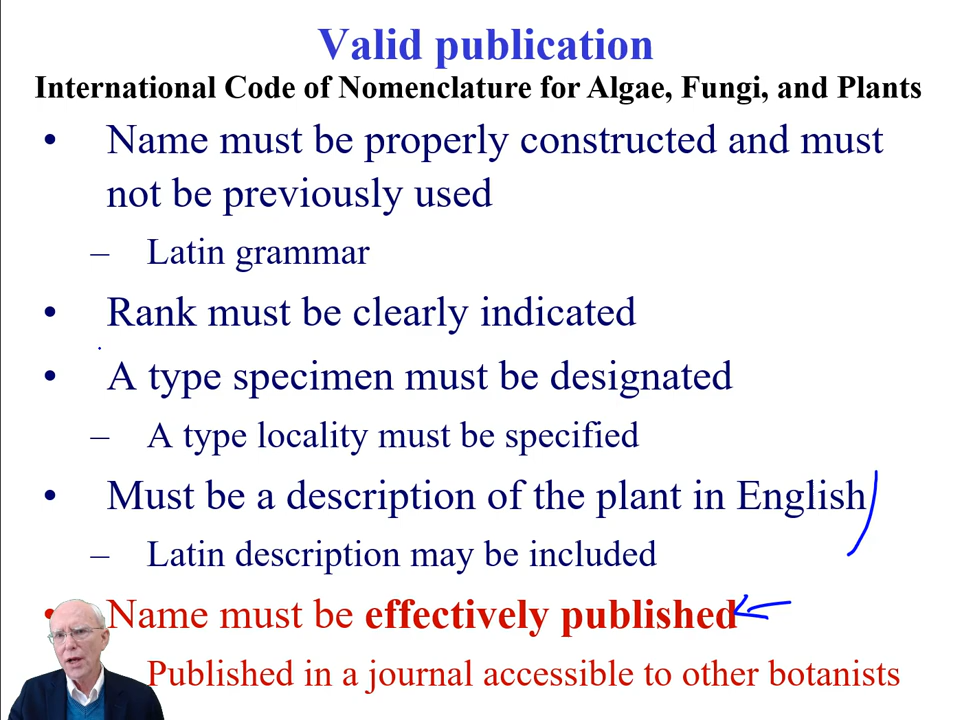 Valid publication
International Code of Nomenclature for Algae, Fungi, and Plants
• Name must be properly constructed and must
not be previously used
– Latin grammar
• Rank must be clearly indicated
• A type specimen must be designated
– A type locality must be specified
• Must be a description of the plant in English
– Latin description may be included
• Name must be effectively published
Published in a journal accessible to other botanists